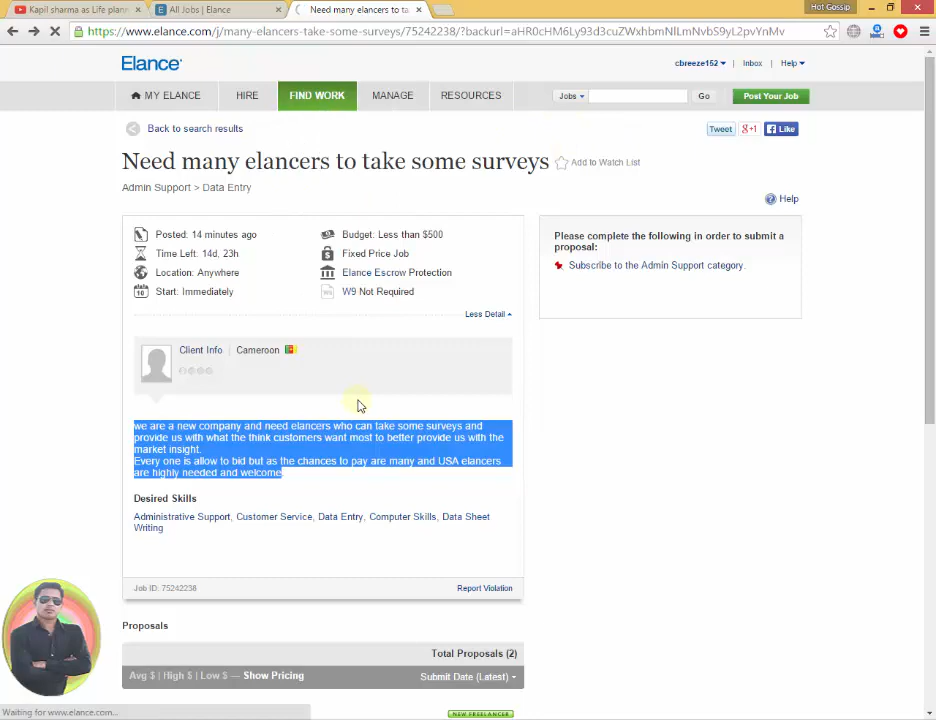 Hot Gossip
Kapil sharma as Life plann
All Jobs | Elance
Need many elancers to ta
https://www.elance.com/j/many-elancers-take-some-surveys/75242238/?backurl=aHR0cHM6Ly93d3cuZWxhbmNlLmNvbS9yL2pvYnMv
Elance
cbreeze152 | Inbox | Help
MY ELANCE HIRE FIND WORK MANAGE RESOURCES Jobs Go Post Your Job
Back to search results Tweet +1 Like
Need many elancers to take some surveys Add to Watch List
Admin Support > Data Entry
Help
Posted: 14 minutes ago Budget: Less than $500
Time Left: 14d, 23h Fixed Price Job
Location: Anywhere Elance Escrow Protection
Start: Immediately W9 Not Required
Less Detail
Please complete the following in order to submit a
proposal:
Subscribe to the Admin Support category.
Client Info | Cameroon
we are a new company and need elancers who can take some surveys and
provide us with what the think customers want most to better provide us with the
market insight.
Every one is allow to bid but as the chances to pay are many and USA elancers
are highly needed and welcome
Desired Skills
Administrative Support, Customer Service, Data Entry, Computer Skills, Data Sheet
Writing
Job ID: 75242238 Report Violation
Proposals
Total Proposals (2)
Avg $ | High $ | Low $ — Show Pricing Submit Date (Latest)
Waiting for www.elance.com...
NEW FREELANCER